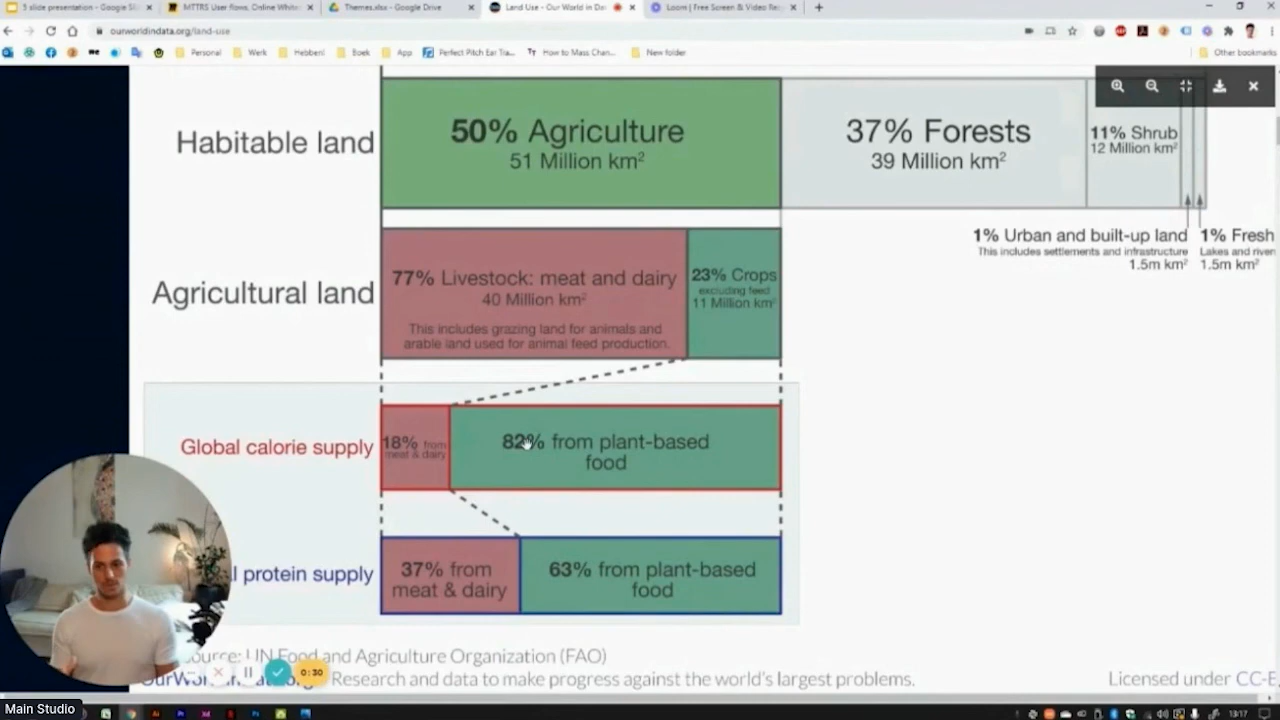 5 slide presentation - Google Sli
MTTRS User flows, Online White
Themes.xlsx - Google Drive
Land Use - Our World in Da
Loom | Free Screen & Video Re
ourworldindata.org/land-use
Personal
Werk
Hebben!
Boek
App
Perfect Pitch Ear Tra...
How to Mass Chan...
New folder
Other bookmarks
Habitable land
50% Agriculture
51 Million km²
37% Forests
39 Million km²
11% Shrub
12 Million km²
1% Urban and built-up land
This includes settlements and infrastructure
1.5m km²
1% Fresh
Lakes and river
1.5m km²
Agricultural land
77% Livestock: meat and dairy
40 Million km²
This includes grazing land for animals and
arable land used for animal feed production.
23% Crops
excluding feed
11 Million km²
Global calorie supply
18% from
meat & dairy
82% from plant-based
food
l protein supply
37% from
meat & dairy
63% from plant-based
food
ource: UN Food and Agriculture Organization (FAO)
Research and data to make progress against the world's largest problems.
Licensed under CC-E
0:30
Main Studio
13:17